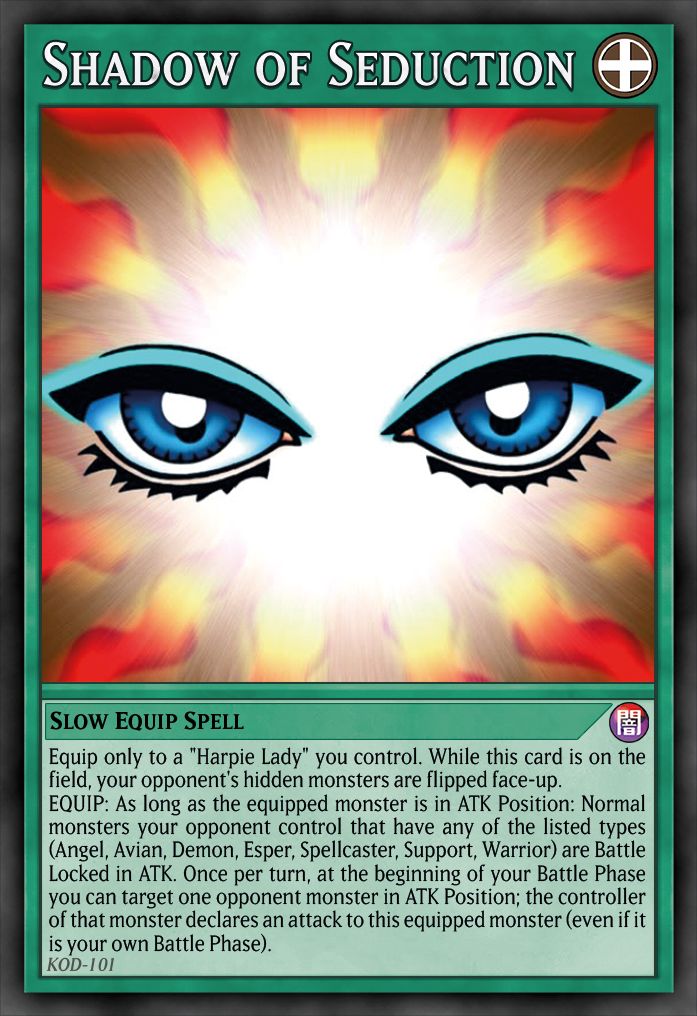 Shadow of Seduction
Slow Equip Spell
闇
Equip only to a "Harpie Lady" you control. While this card is on the
field, your opponent's hidden monsters are flipped face-up.
EQUIP: As long as the equipped monster is in ATK Position: Normal
monsters your opponent control that have any of the listed types
(Angel, Avian, Demon, Esper, Spellcaster, Support, Warrior) are Battle
Locked in ATK. Once per turn, at the beginning of your Battle Phase
you can target one opponent monster in ATK Position; the controller
of that monster declares an attack to this equipped monster (even if it
is your own Battle Phase).
KOD-101